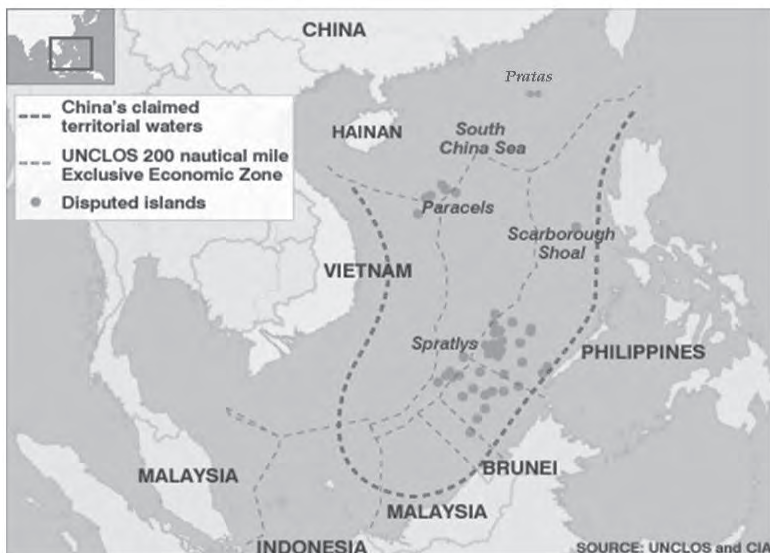 CHINA
Pratas
China's claimed
territorial waters
UNCLOS 200 nautical mile
Exclusive Economic Zone
Disputed islands
HAINAN
South
China Sea
Paracels
Scarborough
Shoal
VIETNAM
Spratlys
PHILIPPINES
BRUNEI
MALAYSIA
MALAYSIA
INDONESIA
SOURCE: UNCLOS and CIA